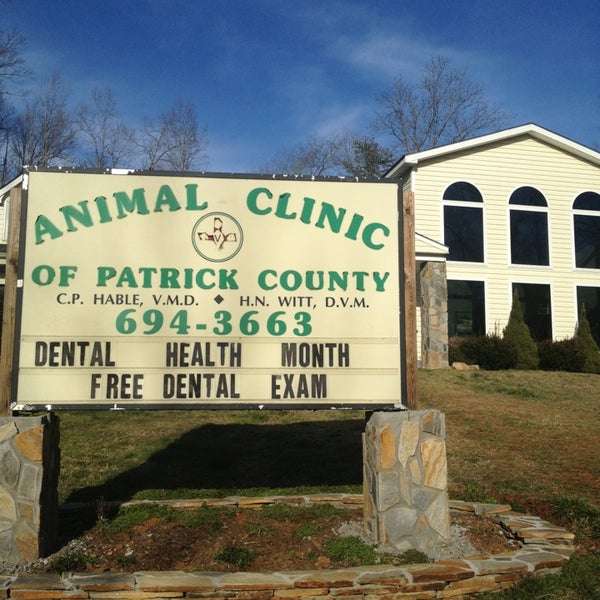 ANIMAL CLINIC
OF PATRICK COUNTY
C.P. HABLE, V.M.D. ◆ H.N. WITT, D.V.M.
694-3663
DENTAL HEALTH MONTH
FREE DENTAL EXAM